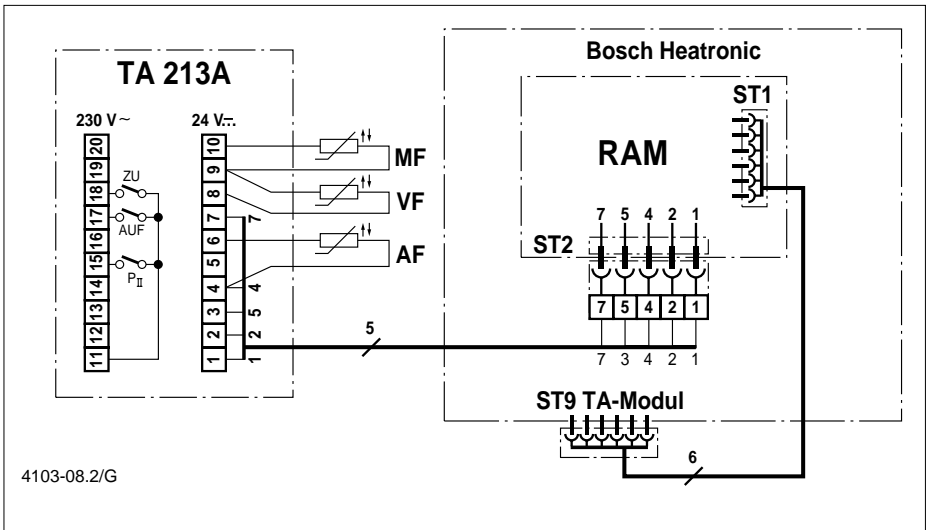 Bosch Heatronic
TA 213A
ST1
230 V ~
24 V
RAM
20
19
18
17
16
15
14
13
12
11
ZU
AUF
PII
10
9
8
7
6
5
4
3
2
1
7
4
5
2
1
MF
VF
AF
7 5 4 2 1
ST2
7 5 4 2 1
5
7 3 4 2 1
ST9 TA-Modul
6
4103-08.2/G